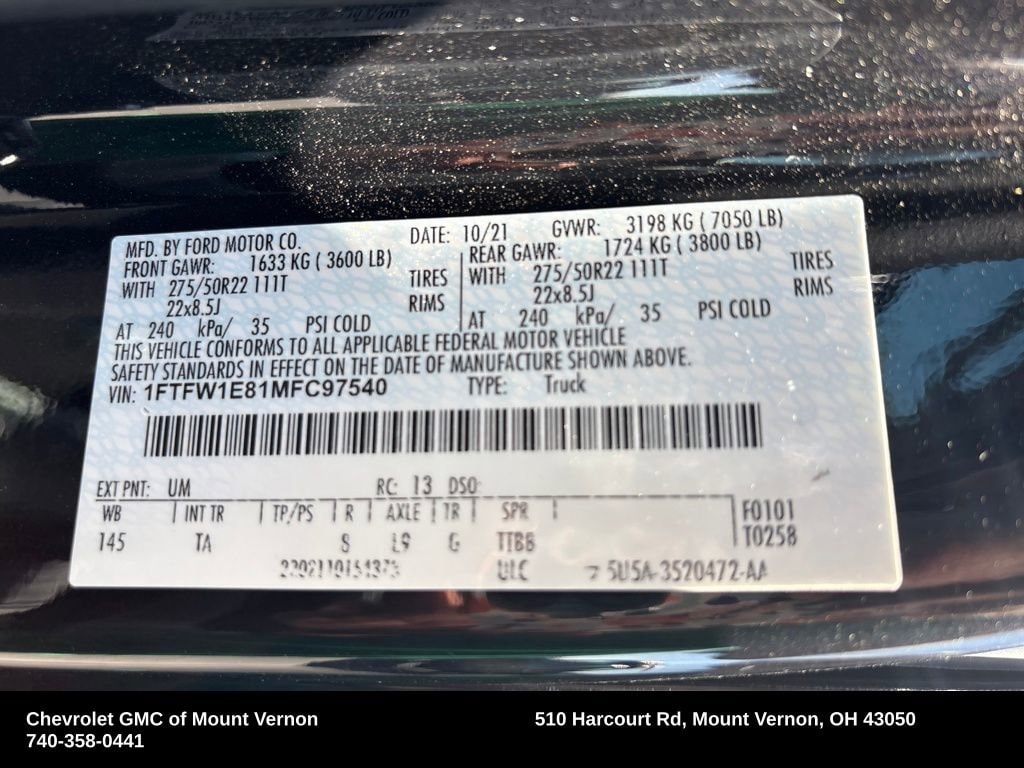 MFD. BY FORD MOTOR CO. DATE: 10/21 GVWR: 3198 KG ( 7050 LB)
FRONT GAWR: 1633 KG ( 3600 LB) REAR GAWR: 1724 KG ( 3800 LB)
WITH 275/50R22 111T TIRES WITH 275/50R22 111T TIRES
22x8.5J RIMS 22x8.5J RIMS
AT 240 kPa/ 35 PSI COLD AT 240 kPa/ 35 PSI COLD
THIS VEHICLE CONFORMS TO ALL APPLICABLE FEDERAL MOTOR VEHICLE
SAFETY STANDARDS IN EFFECT ON THE DATE OF MANUFACTURE SHOWN ABOVE.
VIN: 1FTFW1E81MFC97540 TYPE: Truck
EXT PNT: UM RC: 13 DSO:
WB INT TR TP/PS R AXLE TR SPR F0101
145 TA L9 G TTBB T0258
5U5A-3520472-AA
Chevrolet GMC of Mount Vernon 510 Harcourt Rd, Mount Vernon, OH 43050
740-358-0441